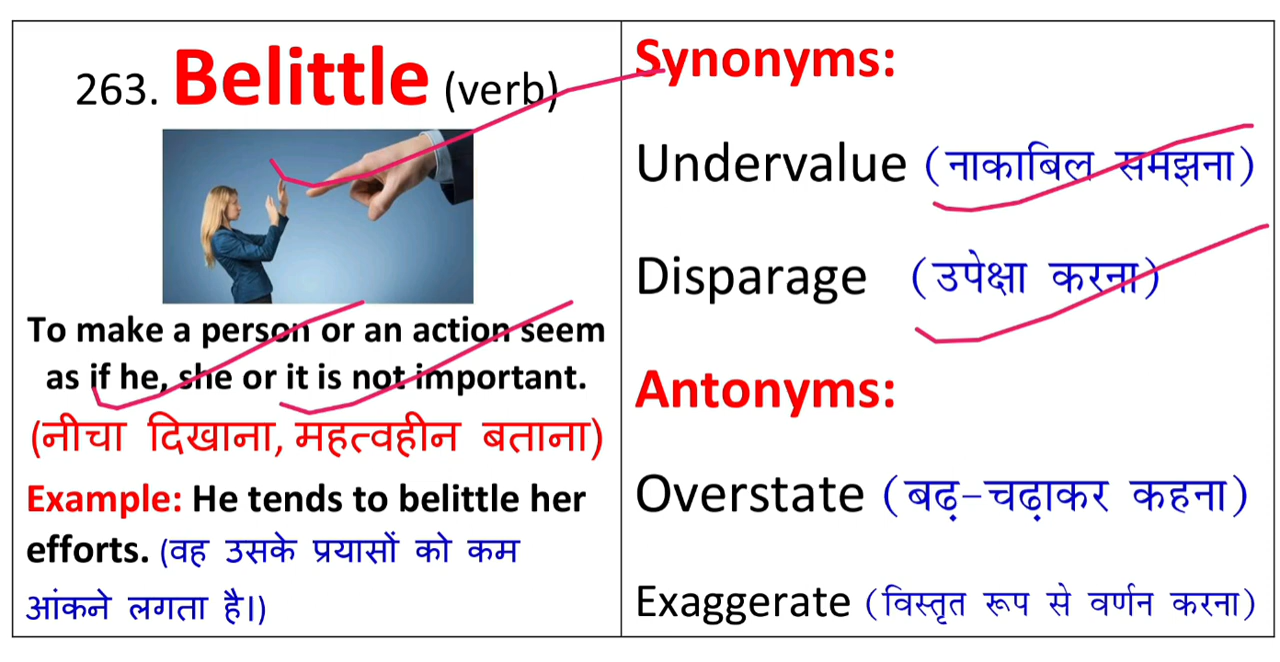 263. Belittle (verb)
To make a person or an action seem
as if he, she or it is not important.
(नीचा दिखाना, महत्वहीन बताना)
Example: He tends to belittle her
efforts. (वह उसके प्रयासों को कम
आंकने लगता है।)
Synonyms:
Undervalue (नाकाबिल समझना)
Disparage (उपेक्षा करना)
Antonyms:
Overstate (बढ़-चढ़ाकर कहना)
Exaggerate (विस्तृत रूप से वर्णन करना)